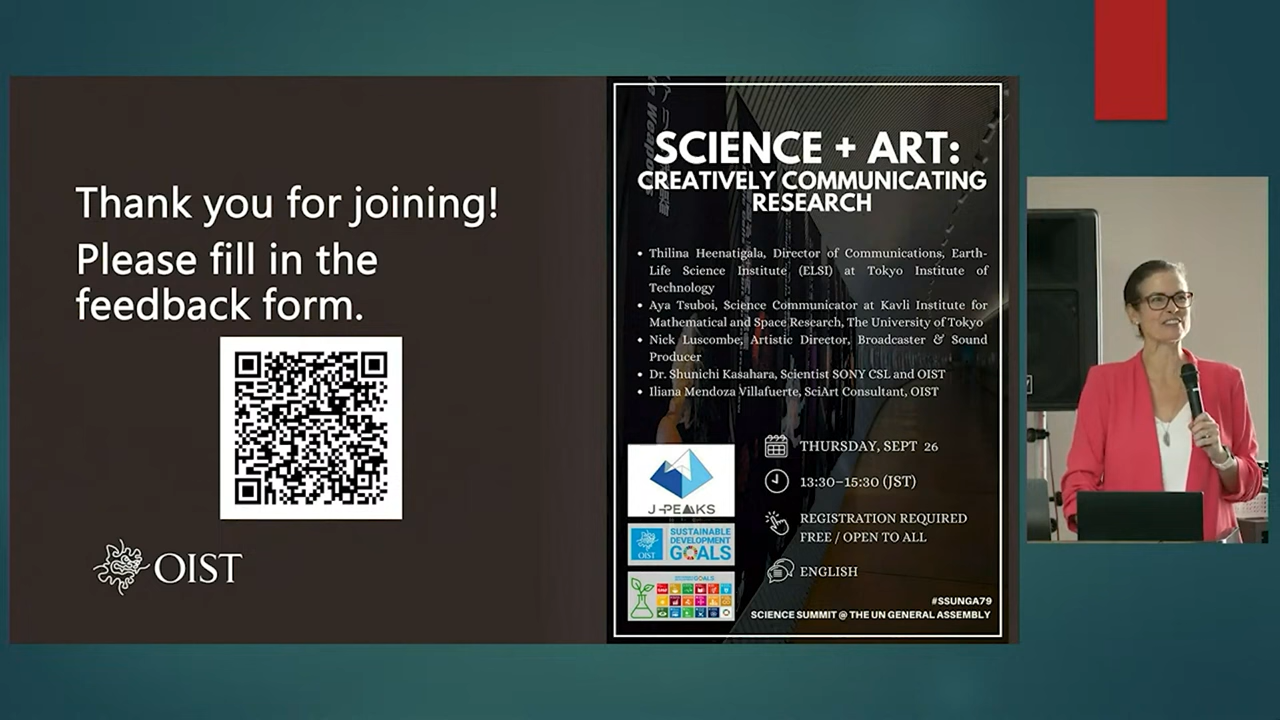 Thank you for joining!
Please fill in the
feedback form.
OIST
SCIENCE + ART:
CREATIVELY COMMUNICATING
RESEARCH
• Thilina Heenatigala, Director of Communications, Earth-
Life Science Institute (ELSI) at Tokyo Institute of
Technology
• Aya Tsuboi, Science Communicator at Kavli Institute for
Mathematical and Space Research, The University of Tokyo
• Nick Luscombe, Artistic Director, Broadcaster & Sound
Producer
• Dr. Shunichi Kasahara, Scientist SONY CSL and OIST
• Iliana Mendoza Villafuerte, SciArt Consultant, OIST
THURSDAY, SEPT 26
13:30–15:30 (JST)
REGISTRATION REQUIRED
FREE / OPEN TO ALL
ENGLISH
J-PEAKS
OIST
SUSTAINABLE
DEVELOPMENT
GOALS
GOALS
#SSUNGA79
SCIENCE SUMMIT @ THE UN GENERAL ASSEMBLY